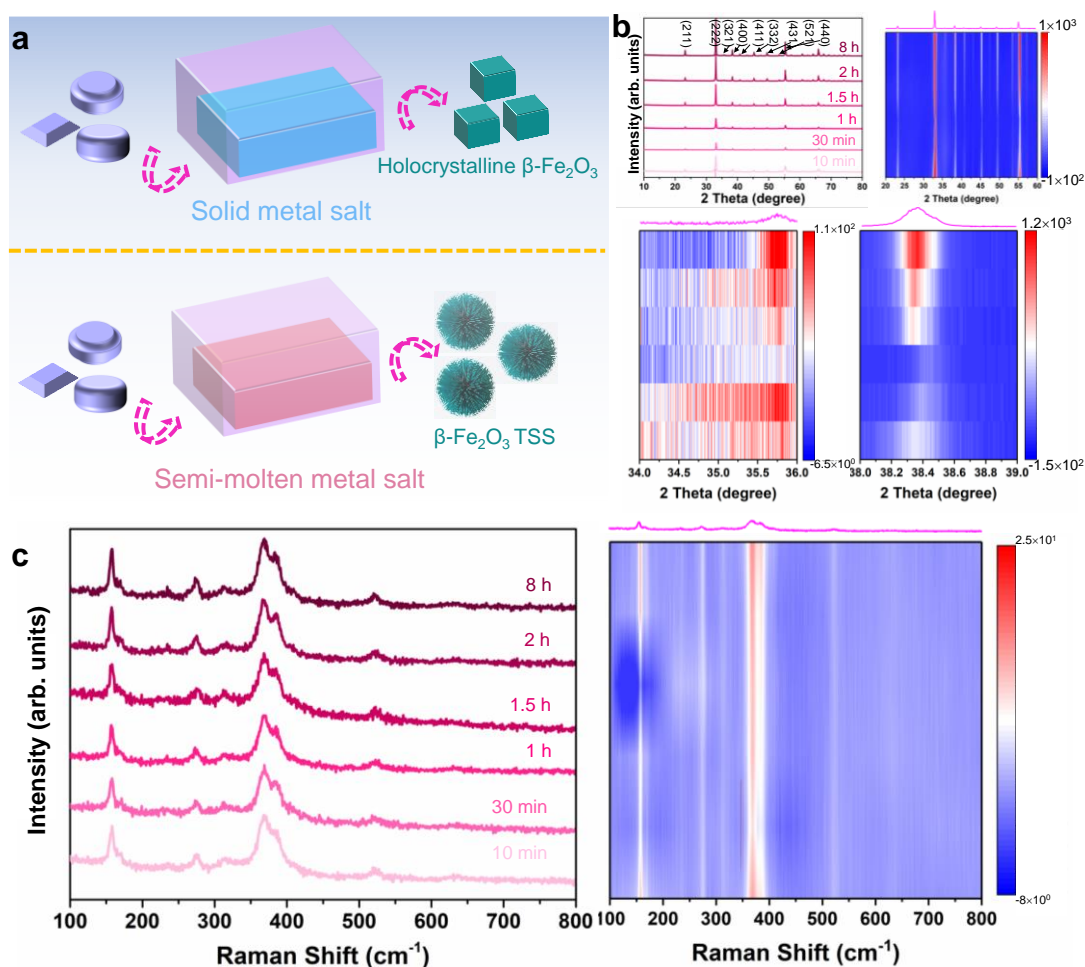 a
Holocrystalline β-Fe₂O₃
Solid metal salt
β-Fe₂O₃ TSS
Semi-molten metal salt
b
Intensity (arb. units)
(211)
(222)
(321)
(400)
(411)
(332)
(431)
(521)
(440)
8 h
2 h
1.5 h
1 h
30 min
10 min
10 20 30 40 50 60 70 80
2 Theta (degree)
1×10³
-1×10²
20 25 30 35 40 45 50 55 60
2 Theta (degree)
1.1×10²
-6.5×10⁰
34.0 34.5 35.0 35.5 36.0
2 Theta (degree)
1.2×10³
-1.5×10²
38.0 38.2 38.4 38.6 38.8 39.0
2 Theta (degree)
c
Intensity (arb. units)
8 h
2 h
1.5 h
1 h
30 min
10 min
100 200 300 400 500 600 700 800
Raman Shift (cm⁻¹)
2.5×10¹
-8×10⁰
100 200 300 400 500 600 700 800
Raman Shift (cm⁻¹)